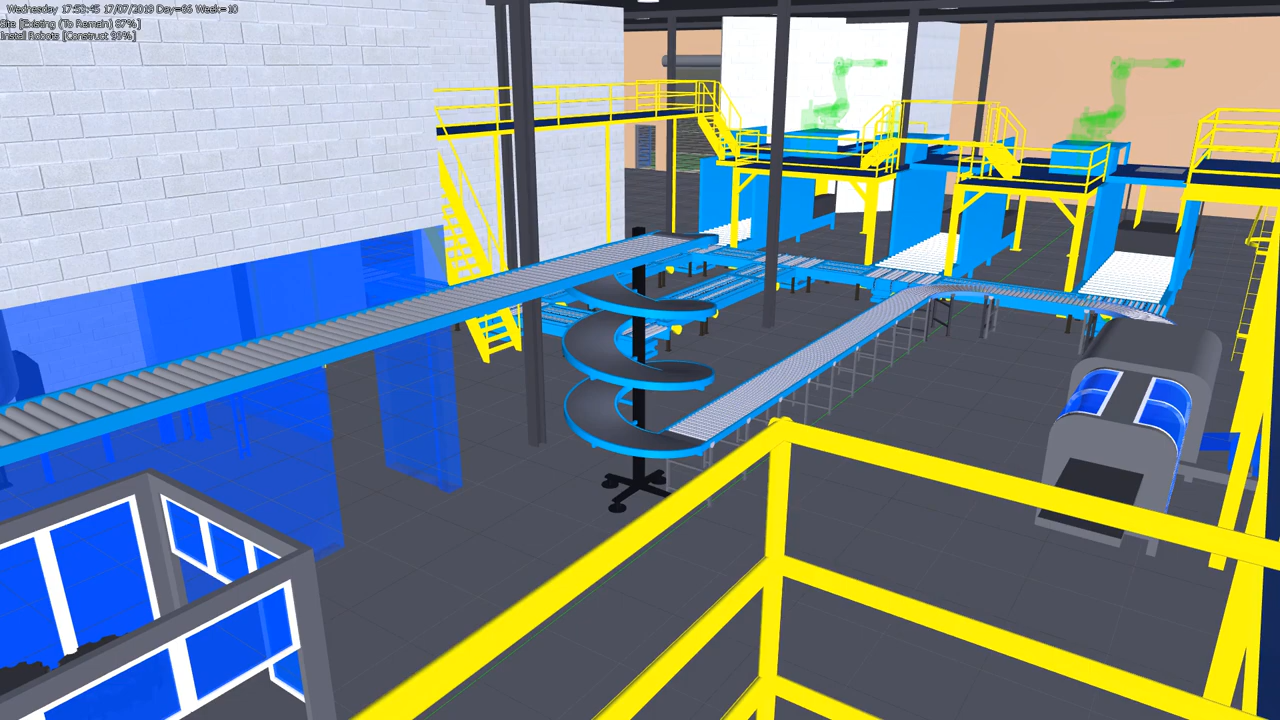 Wednesday 17:53:45 17/07/2019 Day=86 Week=10
Site [Existing (To Remain) 87%]
Install Robots [Construct 99%]